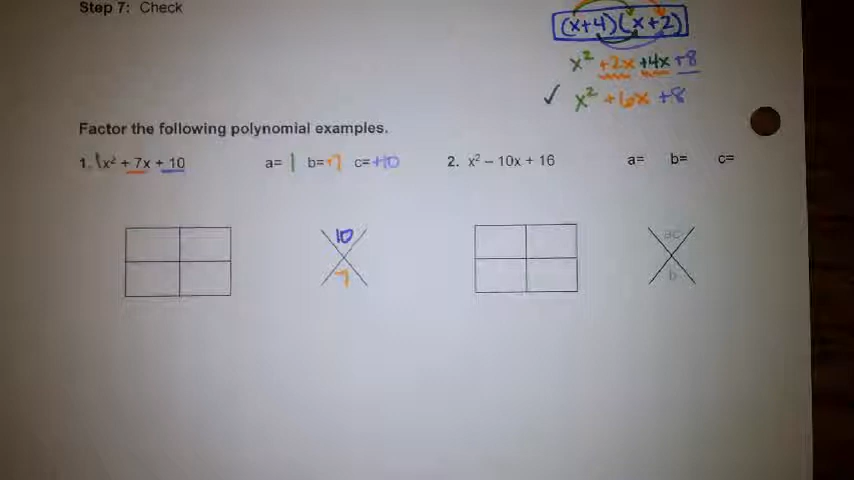 Step 7: Check
(x+4)(x+2)
x² +2x +4x +8
✓ x² +6x +8
Factor the following polynomial examples.
1. 1x² + 7x + 10 a= 1 b=+7 c=+10 2. x² – 10x + 16 a= b= c=
10 ac
7 b